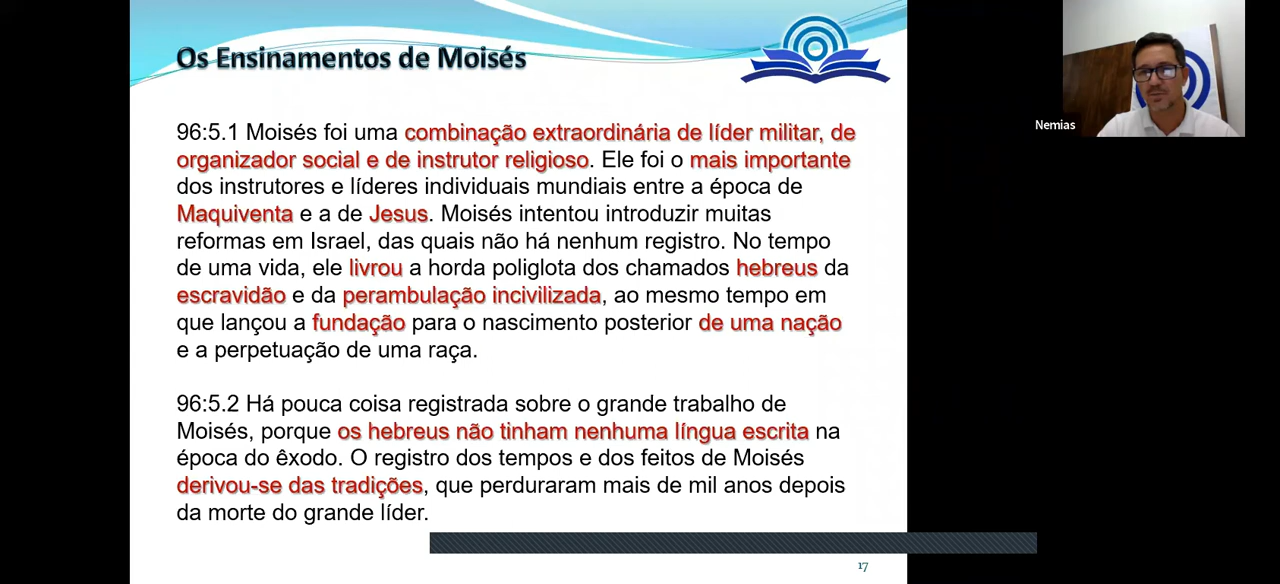 Os Ensinamentos de Moisés
Nemias
96:5.1 Moisés foi uma combinação extraordinária de líder militar, de
organizador social e de instrutor religioso. Ele foi o mais importante
dos instrutores e líderes individuais mundiais entre a época de
Maquiventa e a de Jesus. Moisés intentou introduzir muitas
reformas em Israel, das quais não há nenhum registro. No tempo
de uma vida, ele livrou a horda poliglota dos chamados hebreus da
escravidão e da perambulação incivilizada, ao mesmo tempo em
que lançou a fundação para o nascimento posterior de uma nação
e a perpetuação de uma raça.
96:5.2 Há pouca coisa registrada sobre o grande trabalho de
Moisés, porque os hebreus não tinham nenhuma língua escrita na
época do êxodo. O registro dos tempos e dos feitos de Moisés
derivou-se das tradições, que perduraram mais de mil anos depois
da morte do grande líder.
17